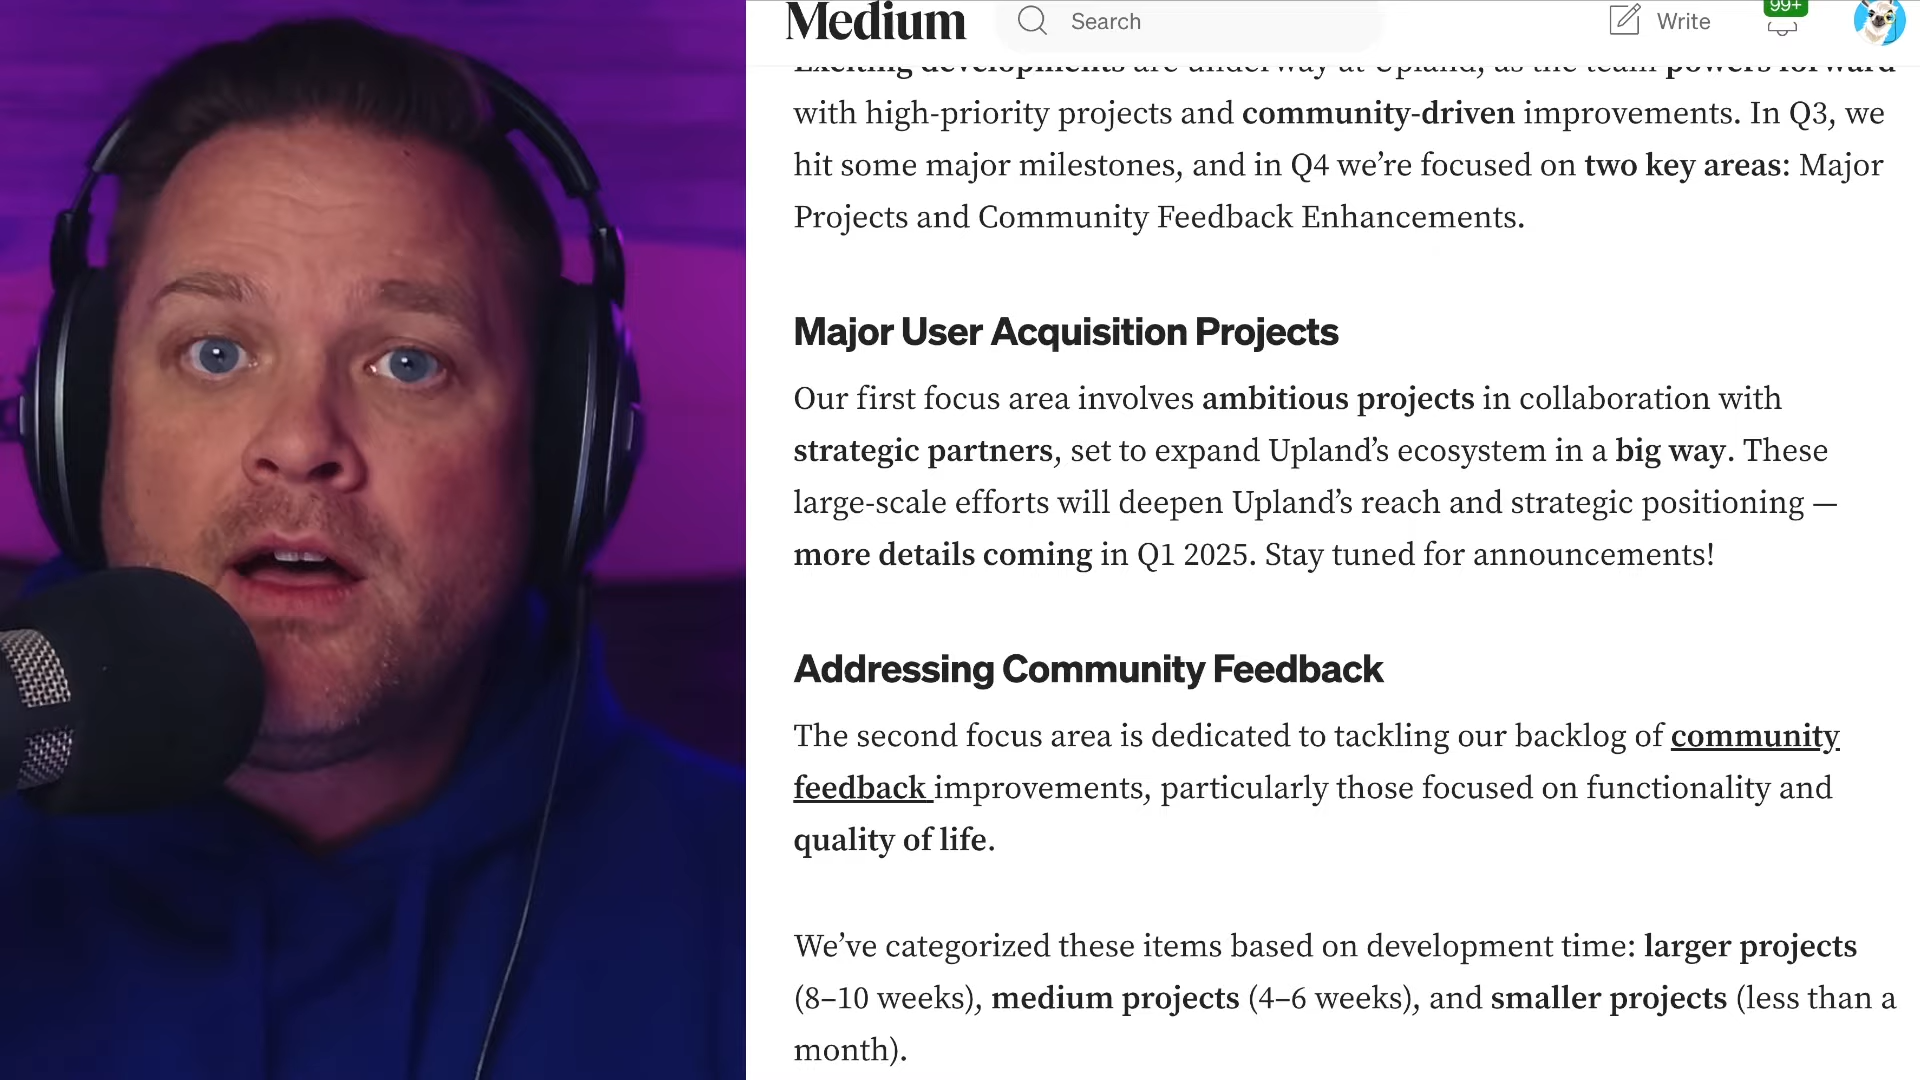 Medium
Search
Write
99+
Exciting developments are underway at Upland, as the team powers forward
with high-priority projects and community-driven improvements. In Q3, we
hit some major milestones, and in Q4 we’re focused on two key areas: Major
Projects and Community Feedback Enhancements.
Major User Acquisition Projects
Our first focus area involves ambitious projects in collaboration with
strategic partners, set to expand Upland’s ecosystem in a big way. These
large-scale efforts will deepen Upland’s reach and strategic positioning —
more details coming in Q1 2025. Stay tuned for announcements!
Addressing Community Feedback
The second focus area is dedicated to tackling our backlog of community
feedback improvements, particularly those focused on functionality and
quality of life.
We’ve categorized these items based on development time: larger projects
(8–10 weeks), medium projects (4–6 weeks), and smaller projects (less than a
month).